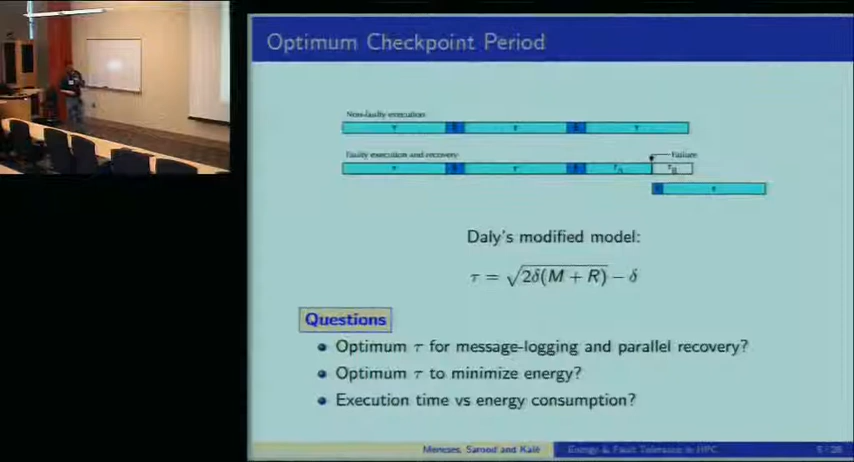 Optimum Checkpoint Period
Non-faulty execution
τ δ τ δ τ
Faulty execution and recovery
Failure
τ δ τ δ τA τB
τ
Daly's modified model:
τ = √2δ(M + R) − δ
Questions
Optimum τ for message-logging and parallel recovery?
Optimum τ to minimize energy?
Execution time vs energy consumption?
Meneses, Sarood and Kalé
Energy & Fault Tolerance in HPC